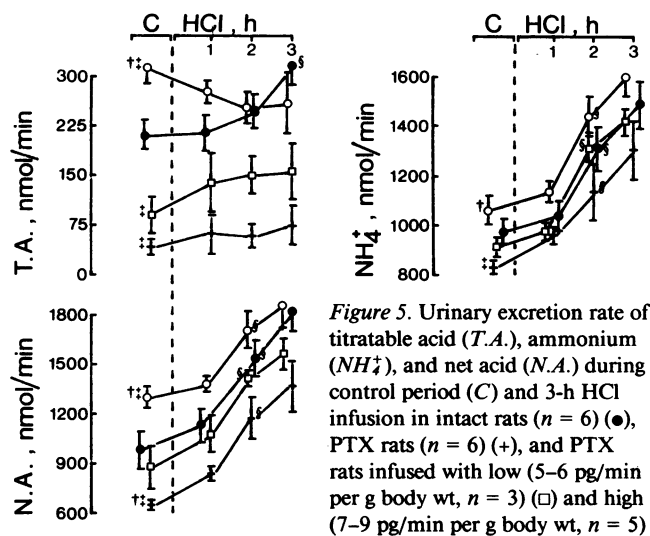 C HCl, h
1 2 3
†‡
§
300
225
150
75
0
‡
‡
T.A., nmol/min
C HCl, h
1 2 3
1600
1400
1200
1000
800
†
‡
§
§
§
§
NH₄⁺, nmol/min
1800
1500
1200
900
600
†‡
†‡
§
§
§
§
N.A., nmol/min
Figure 5. Urinary excretion rate of
titratable acid (T.A.), ammonium
(NH₄⁺), and net acid (N.A.) during
control period (C) and 3-h HCl
infusion in intact rats (n = 6) (●),
PTX rats (n = 6) (+), and PTX
rats infused with low (5–6 pg/min
per g body wt, n = 3) (□) and high
(7–9 pg/min per g body wt, n = 5)